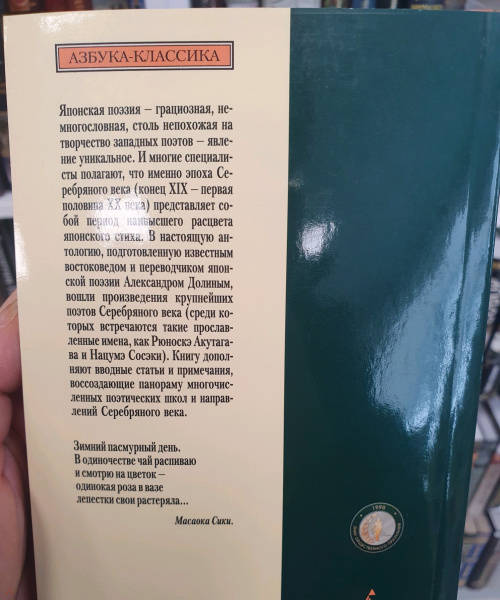 АЗБУКА-КЛАССИКА
Японская поэзия — грациозная, не-
многословная, столь непохожая на
творчество западных поэтов — явле-
ние уникальное. И многие специали-
сты полагают, что именно эпоха Се-
ребряного века (конец XIX — первая
половина XX века) представляет со-
бой период наивысшего расцвета
японского стиха. В настоящую ан-
тологию, подготовленную известным
востоковедом и переводчиком япон-
ской поэзии Александром Долиным,
вошли произведения крупнейших
поэтов Серебряного века (среди ко-
торых встречаются такие прослав-
ленные имена, как Рюноскэ Акутага-
ва и Нацумэ Сосэки). Книгу допол-
няют вводные статьи и примечания,
воссоздающие панораму многочис-
ленных поэтических школ и направ-
лений Серебряного века.
Зимний пасмурный день.
В одиночестве чай распиваю
и смотрю на цветок —
одинокая роза в вазе
лепестки свои растеряла...
Масаока Сики.